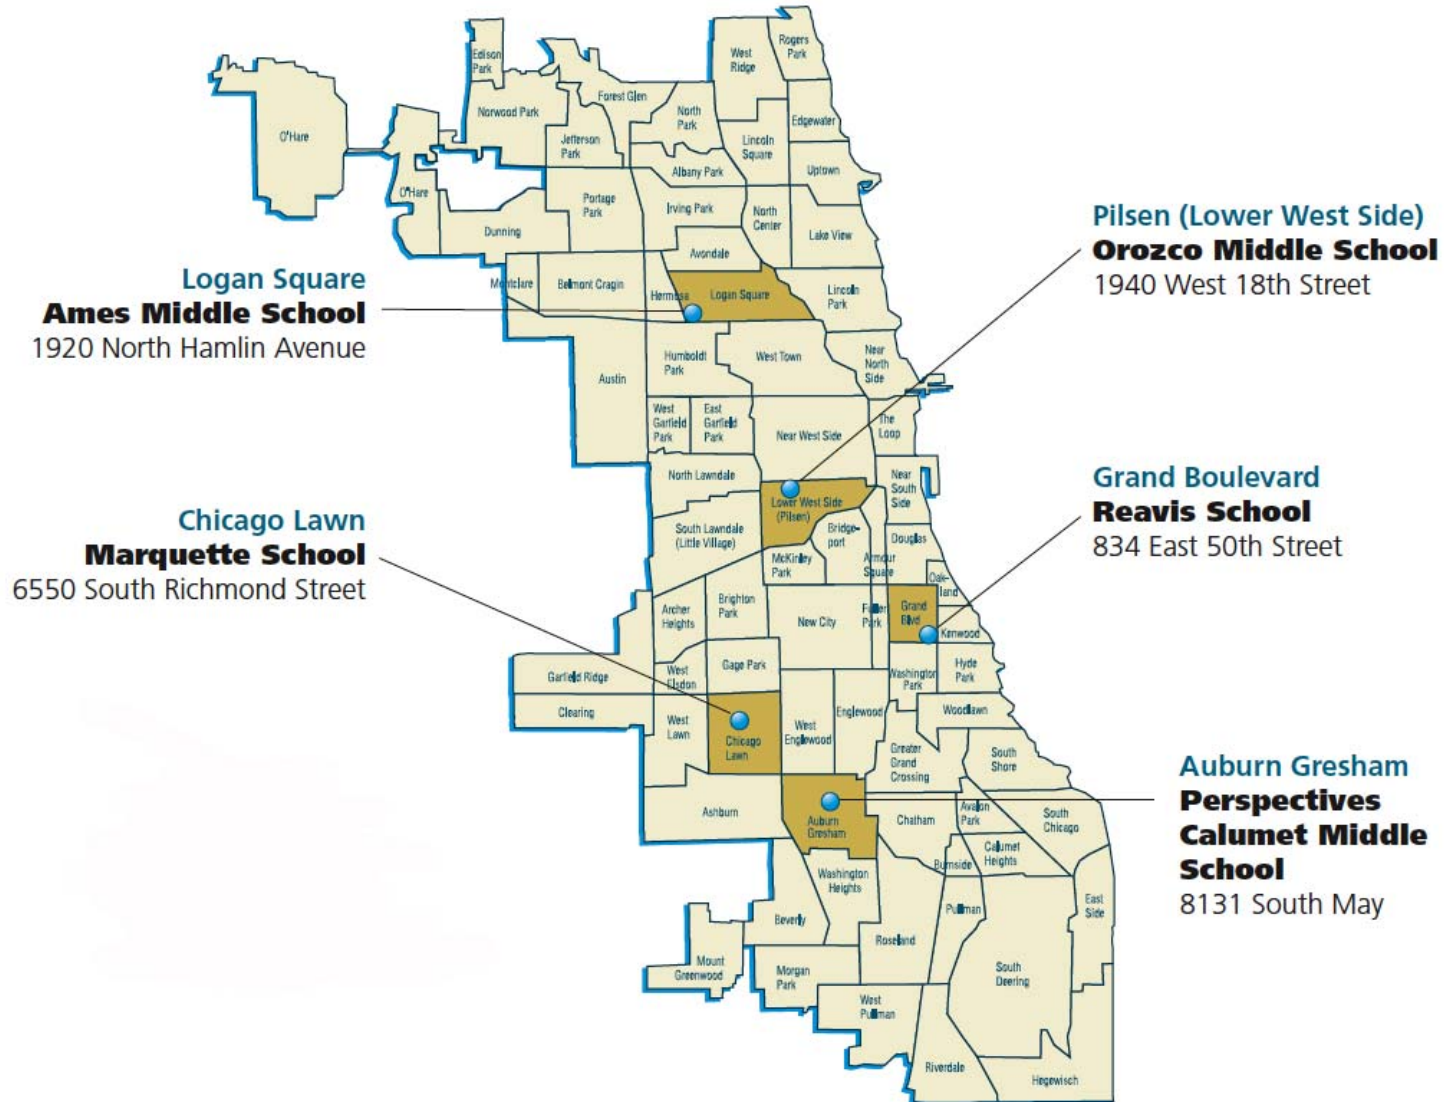 Edison
Park
West
Ridge
Rogers
Park
Norwood Park
Forest Glen
North
Park
Edgewater
O'Hare
Jefferson
Park
Lincoln
Square
Albany Park
Uptown
O'Hare
Portage
Park
Irving Park
North
Center
Dunning
Lake View
Avondale
Montclare
Belmont Cragin
Hermosa
Logan Square
Lincoln
Park
Humboldt
Park
West Town
Near
North
Side
Austin
West
Garfield
Park
East
Garfield
Park
Near West Side
The
Loop
North Lawndale
Near
South
Side
Lower West Side
(Pilsen)
South Lawndale
(Little Village)
Bridge-
port
Douglas
McKinley
Park
Armour
Square
Oak-
land
Archer
Heights
Brighton
Park
New City
Fuller
Park
Grand
Blvd
Kenwood
Gage Park
Garfield Ridge
West
Elsdon
Washington
Park
Hyde
Park
Clearing
West
Lawn
Chicago
Lawn
West
Englewood
Englewood
Woodlawn
Greater
Grand
Crossing
South
Shore
Ashburn
Auburn
Gresham
Chatham
Avalon
Park
South
Chicago
Burnside
Calumet
Heights
Washington
Heights
Beverly
Pullman
East
Side
Roseland
Mount
Greenwood
Morgan
Park
South
Deering
West
Pullman
Riverdale
Hegewisch
Logan Square
Ames Middle School
1920 North Hamlin Avenue
Chicago Lawn
Marquette School
6550 South Richmond Street
Pilsen (Lower West Side)
Orozco Middle School
1940 West 18th Street
Grand Boulevard
Reavis School
834 East 50th Street
Auburn Gresham
Perspectives
Calumet Middle
School
8131 South May